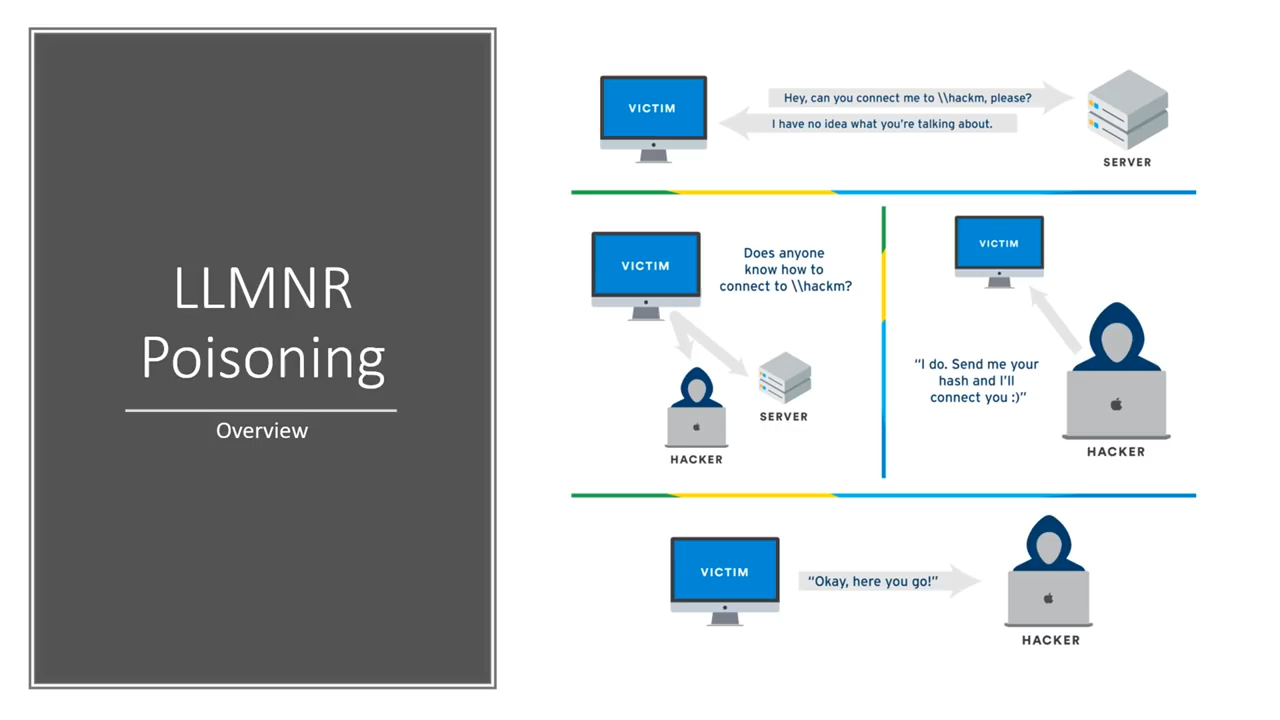 LLMNR
Poisoning
Overview
VICTIM
Hey, can you connect me to \\hackm, please?
I have no idea what you're talking about.
SERVER
VICTIM
Does anyone
know how to
connect to \\hackm?
HACKER
SERVER
VICTIM
“I do. Send me your
hash and I'll
connect you :)”
HACKER
VICTIM
“Okay, here you go!”
HACKER